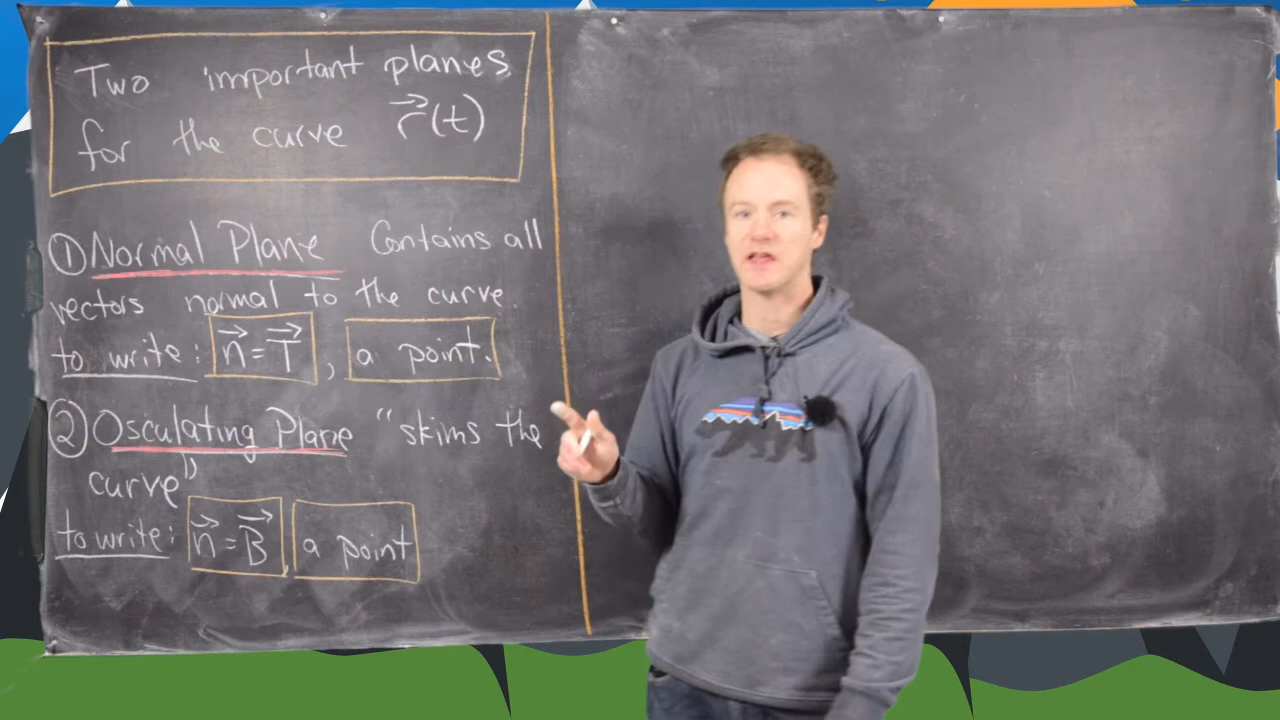 Two important planes
for the curve r⃗(t)
① Normal Plane Contains all
vectors normal to the curve.
to write: n⃗ = T⃗, a point.
② Osculating Plane "skims the
curve"
to write: n⃗ = B⃗, a point